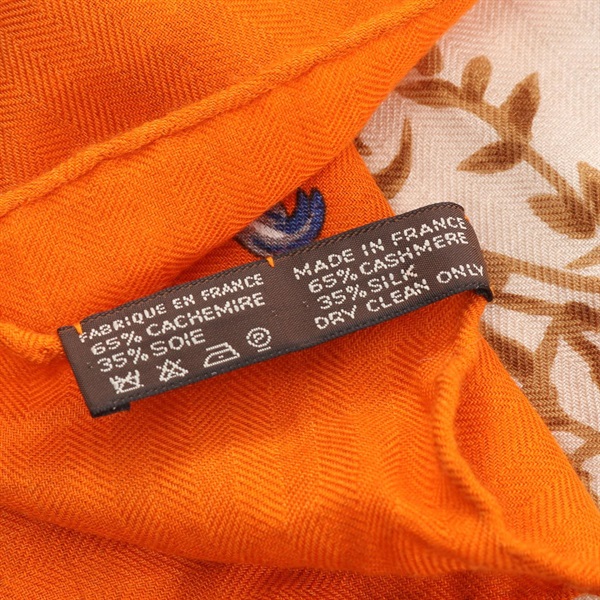 FABRIQUE EN FRANCE
65% CACHEMIRE
35% SOIE
MADE IN FRANCE
65% CASHMERE
35% SILK
DRY CLEAN ONLY